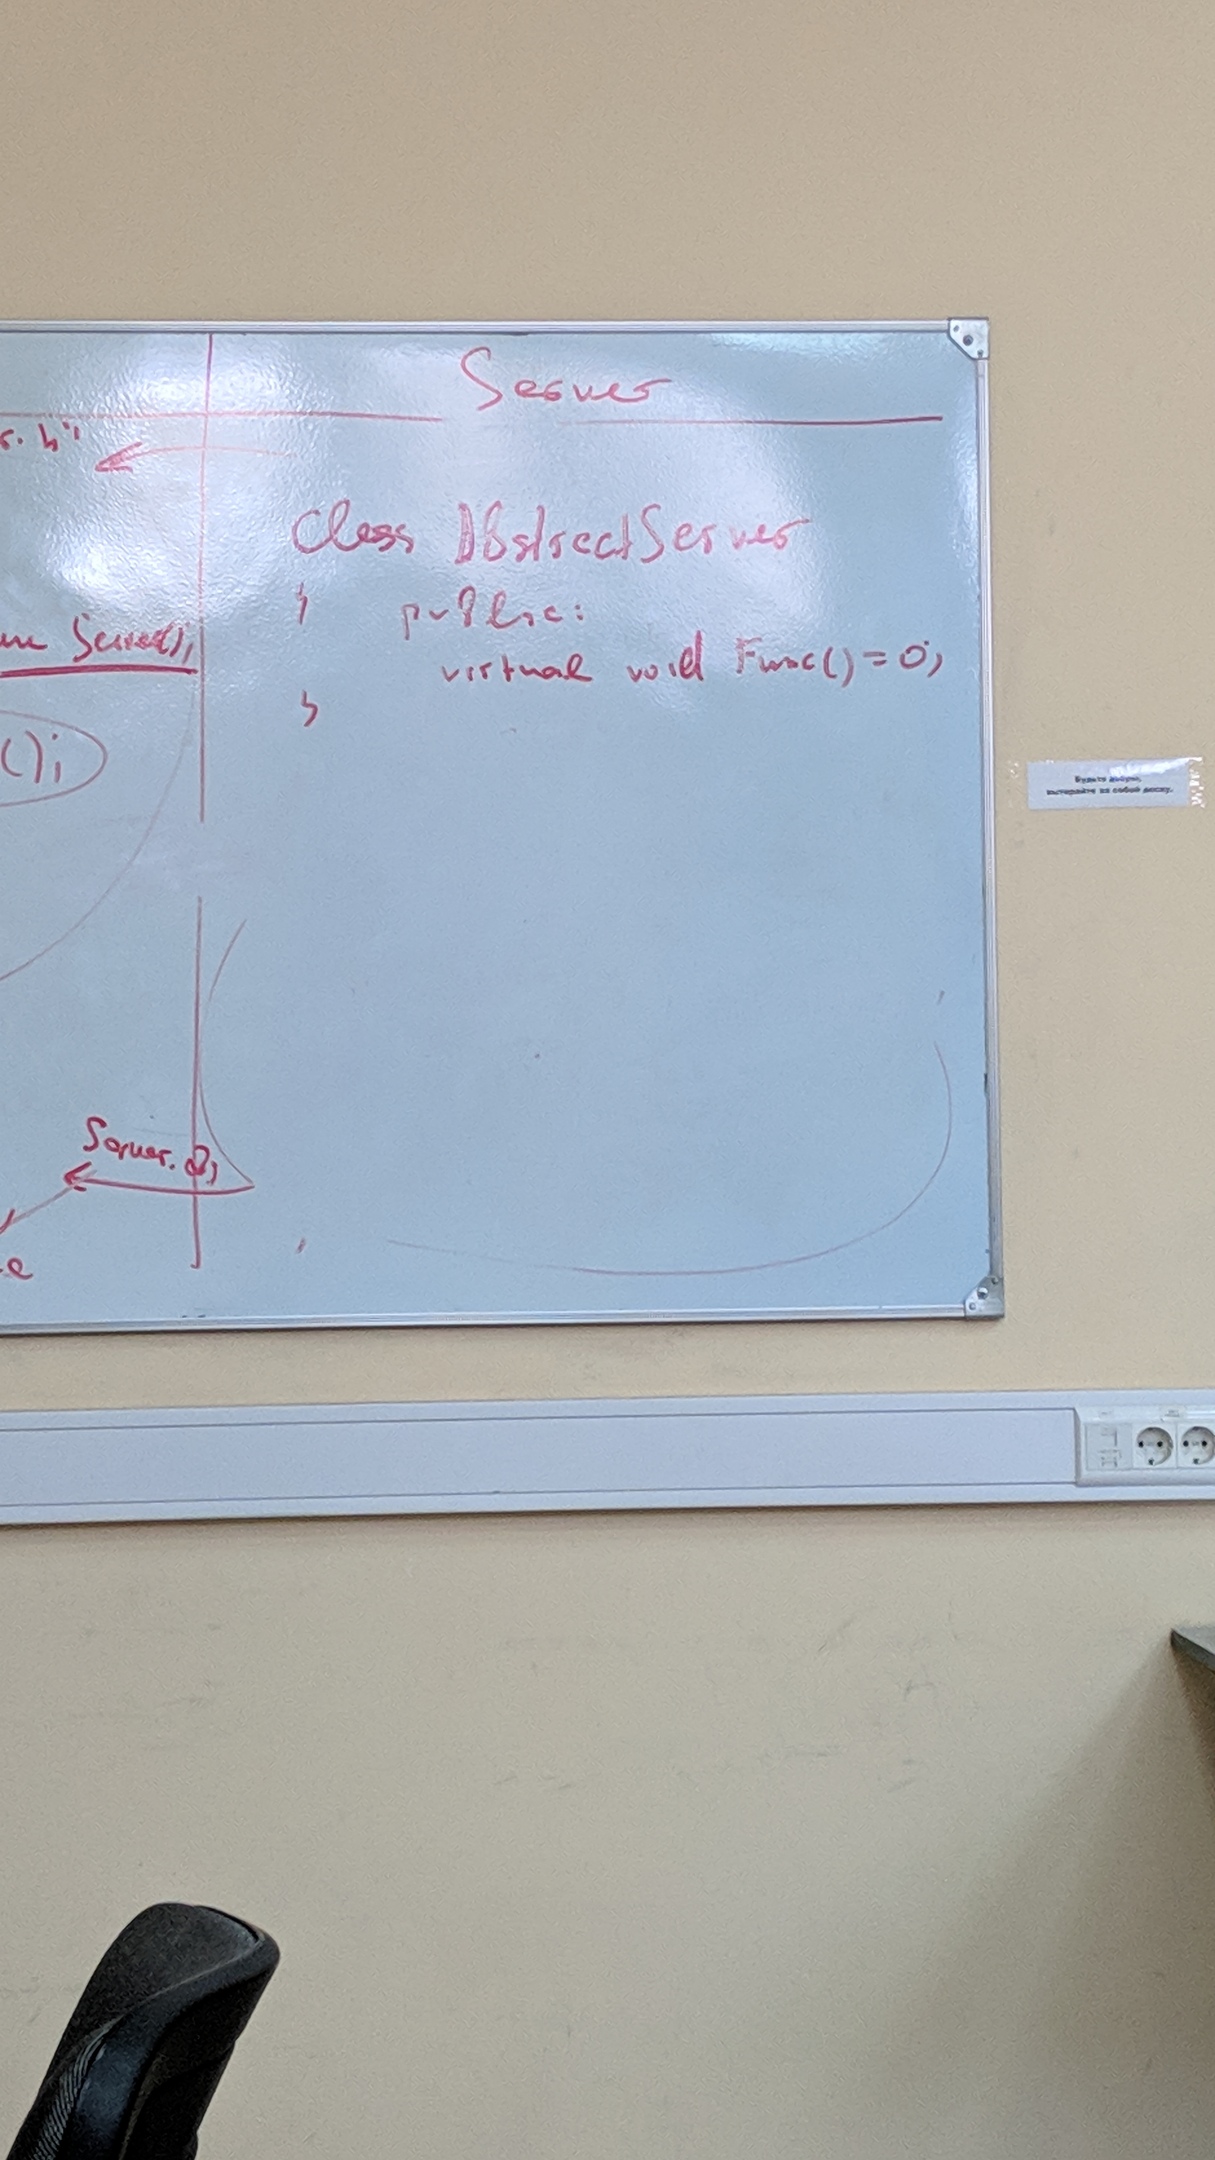 Server
r.h"
class AbstractServer
{ public:
Server();
virtual void Func()=0;
}
();
Будьте добры,
вытирайте за собой доску.
Server.